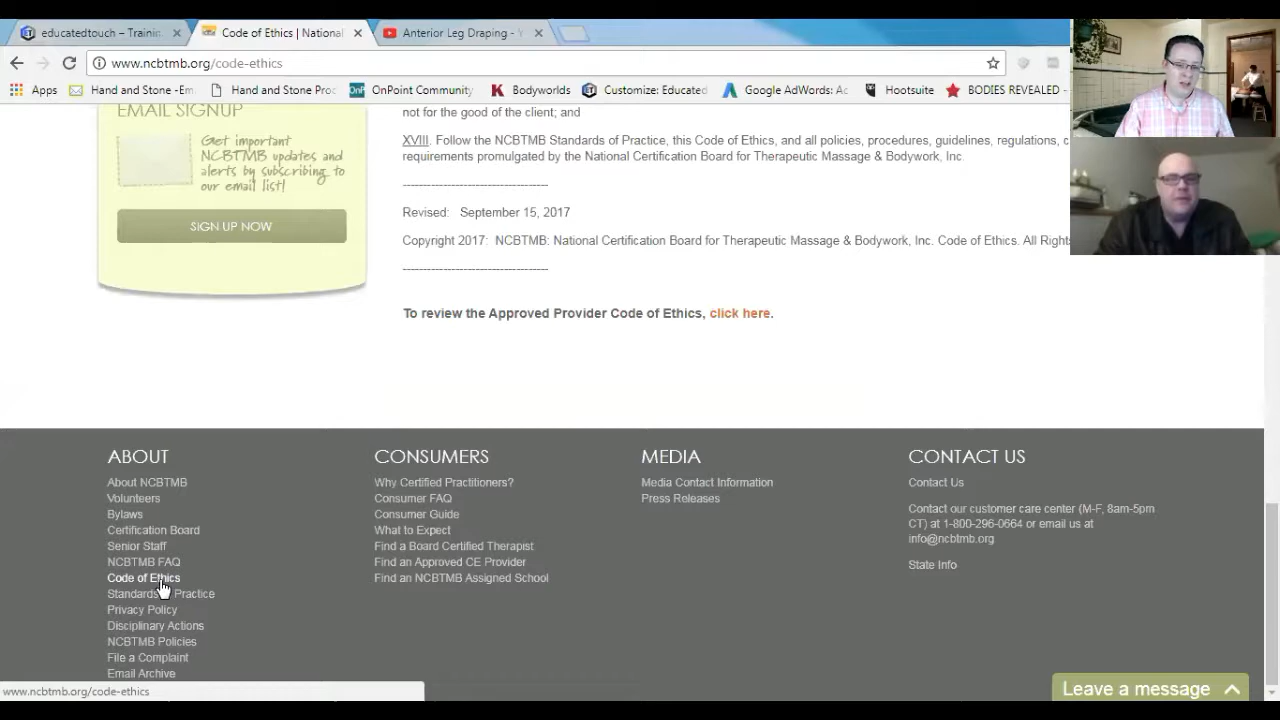 educatedtouch – Trainin
Code of Ethics | National
Anterior Leg Draping - Y
www.ncbtmb.org/code-ethics
Apps
Hand and Stone -Em
Hand and Stone Pro
OnP
OnPoint Community
Bodyworlds
Customize: Educated
Google AdWords: Ac
Hootsuite
BODIES REVEALED -
EMAIL SIGNUP
Get important
NCBTMB updates and
alerts by subscribing to
our email list!
SIGN UP NOW
not for the good of the client; and
XVIII. Follow the NCBTMB Standards of Practice, this Code of Ethics, and all policies, procedures, guidelines, regulations, c
requirements promulgated by the National Certification Board for Therapeutic Massage & Bodywork, Inc.
---------------------------------
Revised: September 15, 2017
Copyright 2017: NCBTMB: National Certification Board for Therapeutic Massage & Bodywork, Inc. Code of Ethics. All Right
---------------------------------
To review the Approved Provider Code of Ethics, click here.
ABOUT
About NCBTMB
Volunteers
Bylaws
Certification Board
Senior Staff
NCBTMB FAQ
Code of Ethics
Standards Practice
Privacy Policy
Disciplinary Actions
NCBTMB Policies
File a Complaint
Email Archive
CONSUMERS
Why Certified Practitioners?
Consumer FAQ
Consumer Guide
What to Expect
Find a Board Certified Therapist
Find an Approved CE Provider
Find an NCBTMB Assigned School
MEDIA
Media Contact Information
Press Releases
CONTACT US
Contact Us
Contact our customer care center (M-F, 8am-5pm
CT) at 1-800-296-0664 or email us at
info@ncbtmb.org
State Info
www.ncbtmb.org/code-ethics
Leave a message